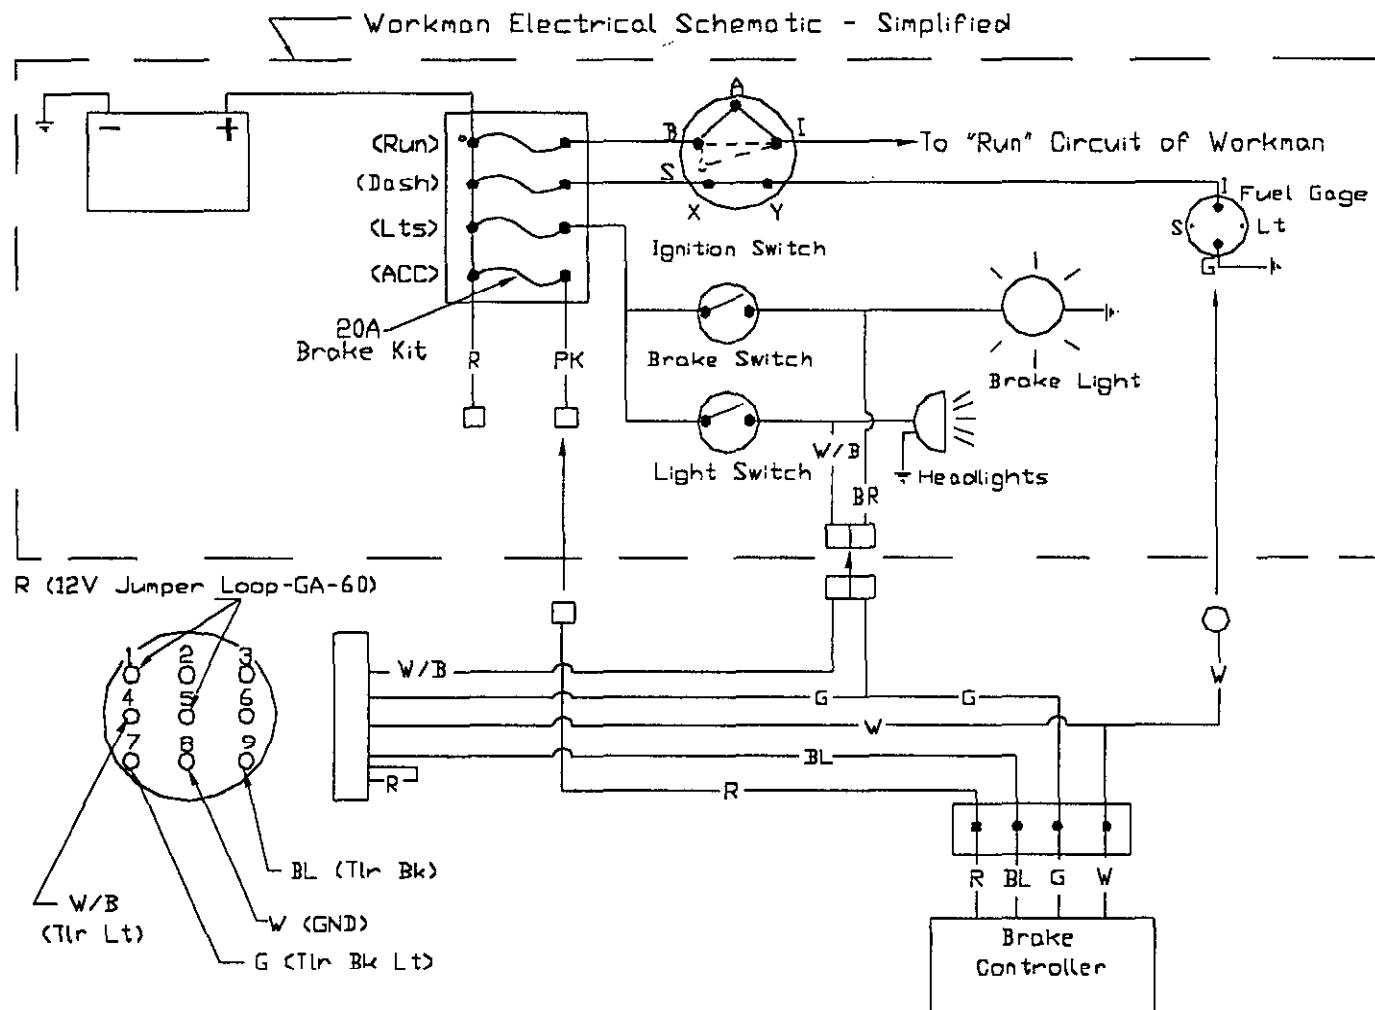 Workman Electrical Schematic - Simplified
- +
(Run)
(Dash)
(Lts)
(ACC)
20A
Brake Kit
R
PK
A
B
I
S
X
Y
Ignition Switch
To "Run" Circuit of Workman
I
Fuel Gage
S
Lt
G
Brake Switch
Brake Light
Light Switch
W/B
Headlights
BR
R (12V Jumper Loop-GA-6D)
1 2 3
4 5 6
7 8 9
W/B
G
G
W
W
BL
R
R
BL (Tlr Bk)
W/B
(Tlr Lt)
W (GND)
G (Tlr Bk Lt)
R BL G W
Brake
Controller